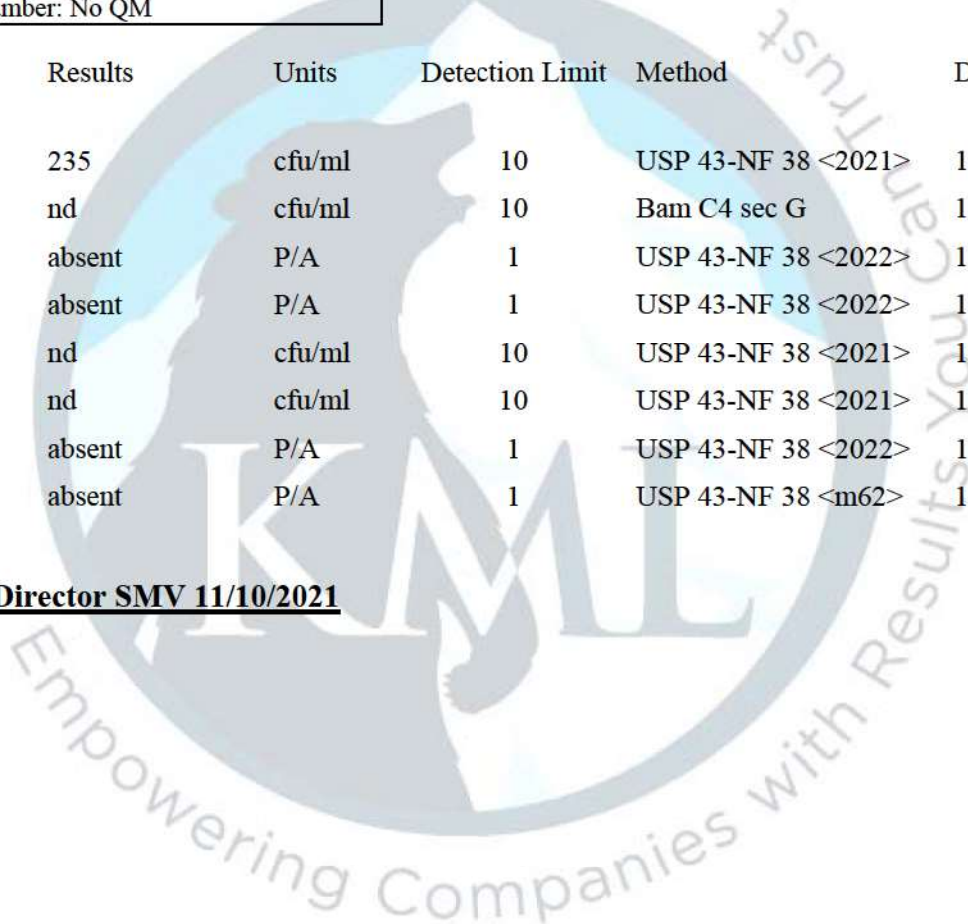 umber: No QM
Results Units Detection Limit Method D
235 cfu/ml 10 USP 43-NF 38 <2021> 1
nd cfu/ml 10 Bam C4 sec G 1
absent P/A 1 USP 43-NF 38 <2022> 1
absent P/A 1 USP 43-NF 38 <2022> 1
nd cfu/ml 10 USP 43-NF 38 <2021> 1
nd cfu/ml 10 USP 43-NF 38 <2021> 1
absent P/A 1 USP 43-NF 38 <2022> 1
absent P/A 1 USP 43-NF 38 <m62> 1
Director SMV 11/10/2021
KML
Empowering Companies with Results You Can Trust